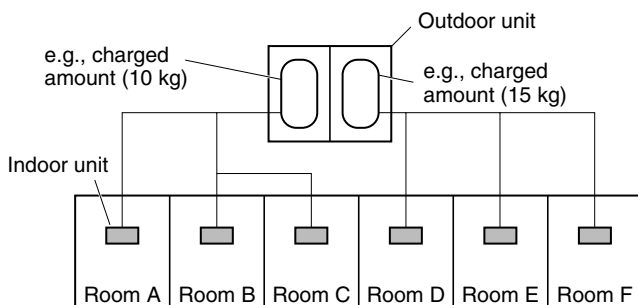 Outdoor unit
e.g., charged
amount (10 kg)
e.g., charged
amount (15 kg)
Indoor unit
Room A
Room B
Room C
Room D
Room E
Room F